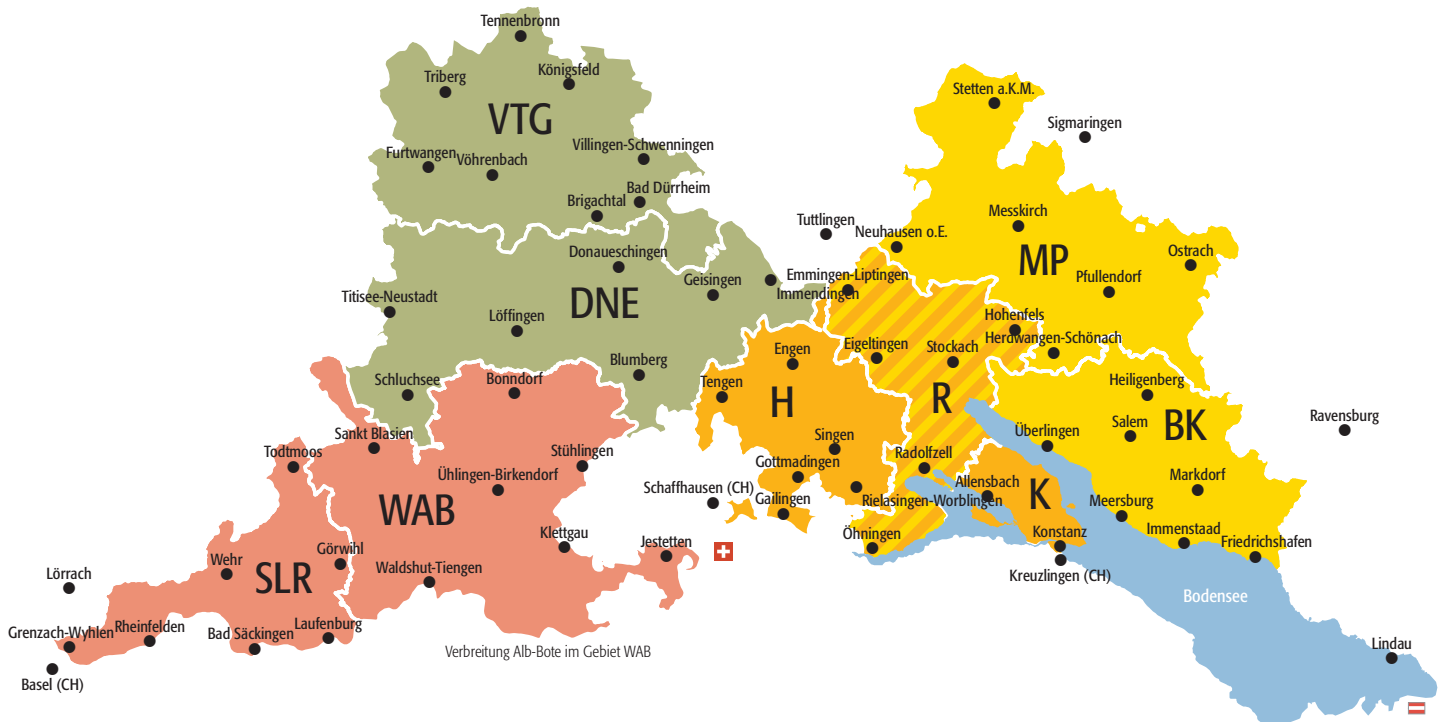 Tennenbronn
Triberg
Königsfeld
VTG
Furtwangen
Vöhrenbach
Villingen-Schwenningen
Bad Dürrheim
Brigachtal
Donaueschingen
Geisingen
Immendingen
Titisee-Neustadt
DNE
Löffingen
Blumberg
Schluchsee
Bonndorf
Sankt Blasien
Todtmoos
Stühlingen
Ühlingen-Birkendorf
WAB
Klettgau
Jestetten
Görwihl
Wehr
SLR
Waldshut-Tiengen
Lörrach
Grenzach-Wyhlen
Rheinfelden
Bad Säckingen
Laufenburg
Basel (CH)
Verbreitung Alb-Bote im Gebiet WAB
Stetten a.K.M.
Sigmaringen
Messkirch
Tuttlingen
Neuhausen o.E.
MP
Ostrach
Pfullendorf
Emmingen-Liptingen
Hohenfels
Herdwangen-Schönach
Eigeltingen
Stockach
Engen
Tengen
H
R
Singen
Gottmadingen
Radolfzell
Schaffhausen (CH)
Gailingen
Rielasingen-Worblingen
Öhningen
Allensbach
K
Konstanz
Kreuzlingen (CH)
Heiligenberg
Salem
BK
Überlingen
Ravensburg
Markdorf
Meersburg
Immenstaad
Friedrichshafen
Bodensee
Lindau